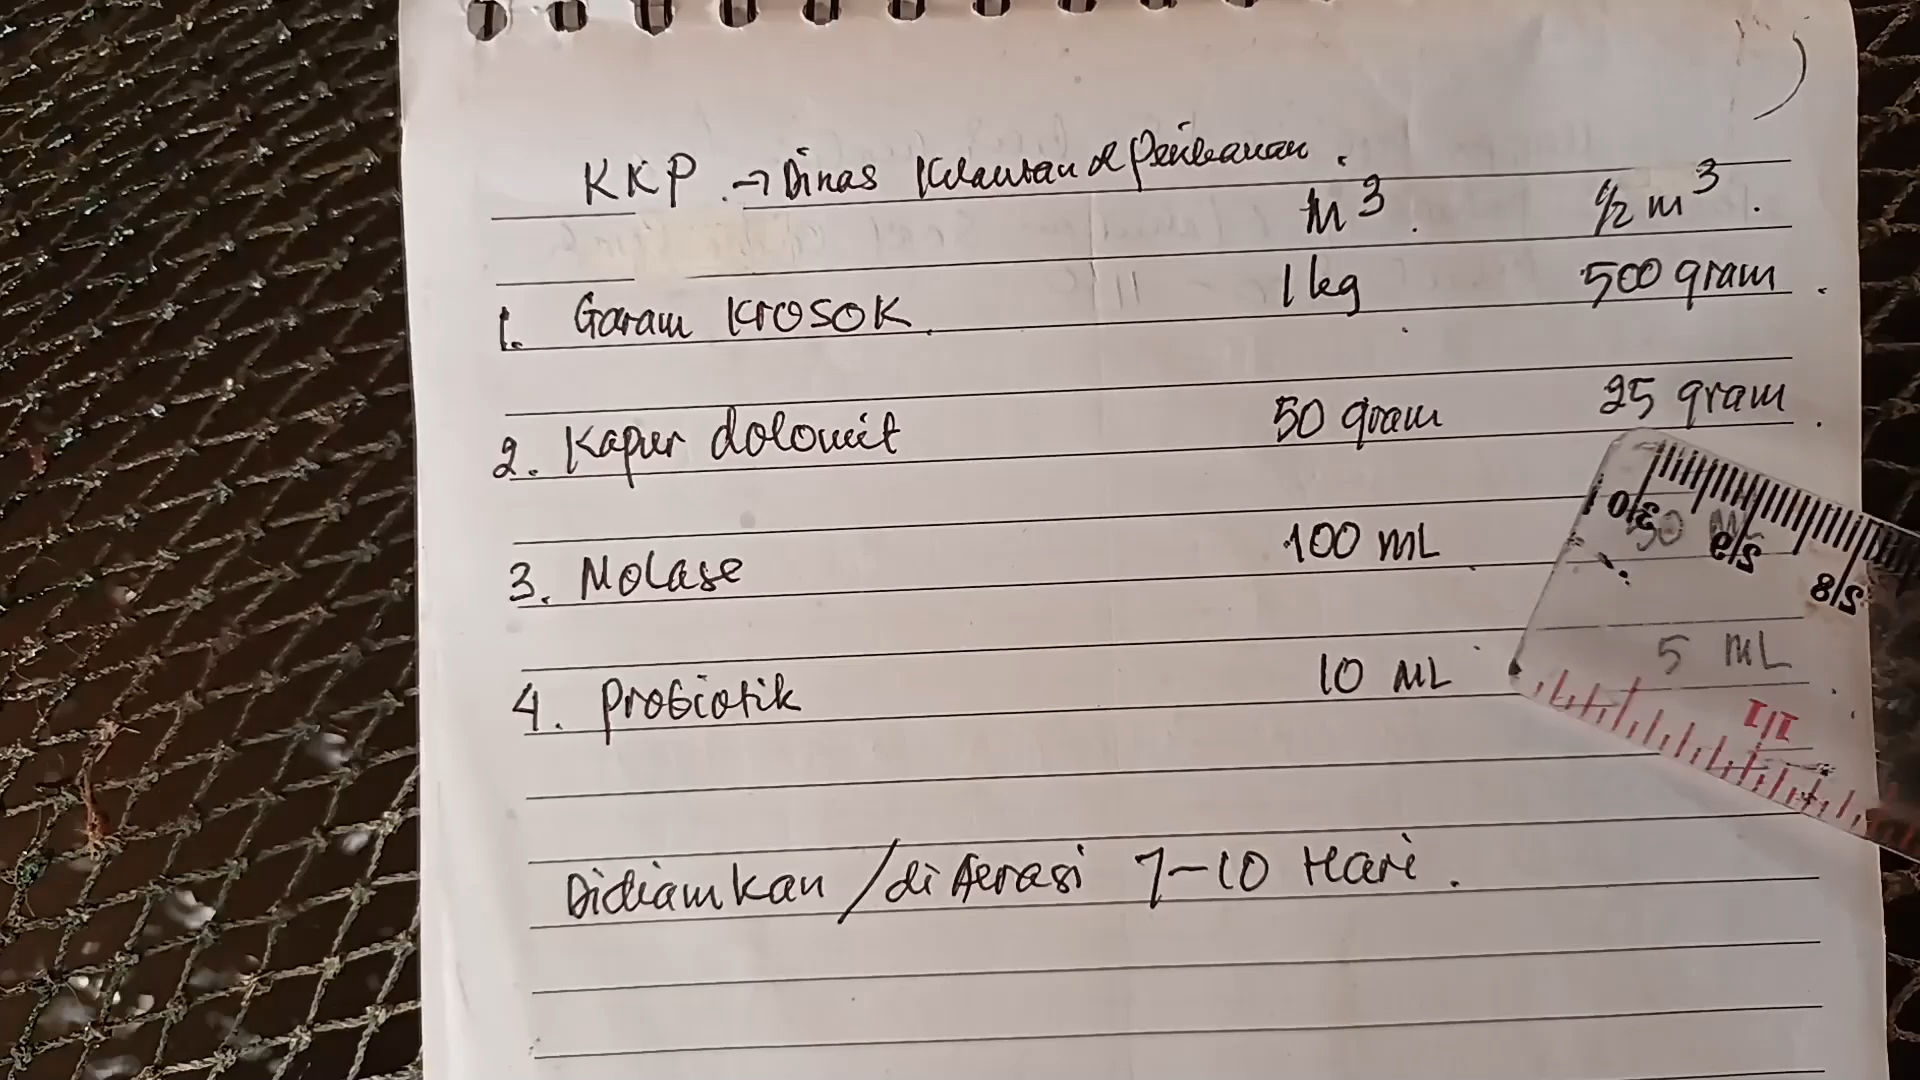 KKP → Dinas Kelautan & Perikanan.
M³. ½ m³.
1. Garam Krosok. 1 kg 500 gram.
2. Kapur dolomit 50 gram 25 gram.
3. Molase 100 mL 50 mL
4. Probiotik 10 mL 5 mL
Didiamkan / di Aerasi 7-10 Hari.